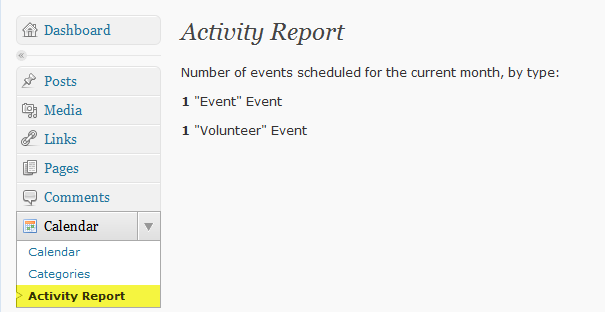 Dashboard
Activity Report
Number of events scheduled for the current month, by type:
1 "Event" Event
1 "Volunteer" Event
Posts
Media
Links
Pages
Comments
Calendar
Calendar
Categories
Activity Report